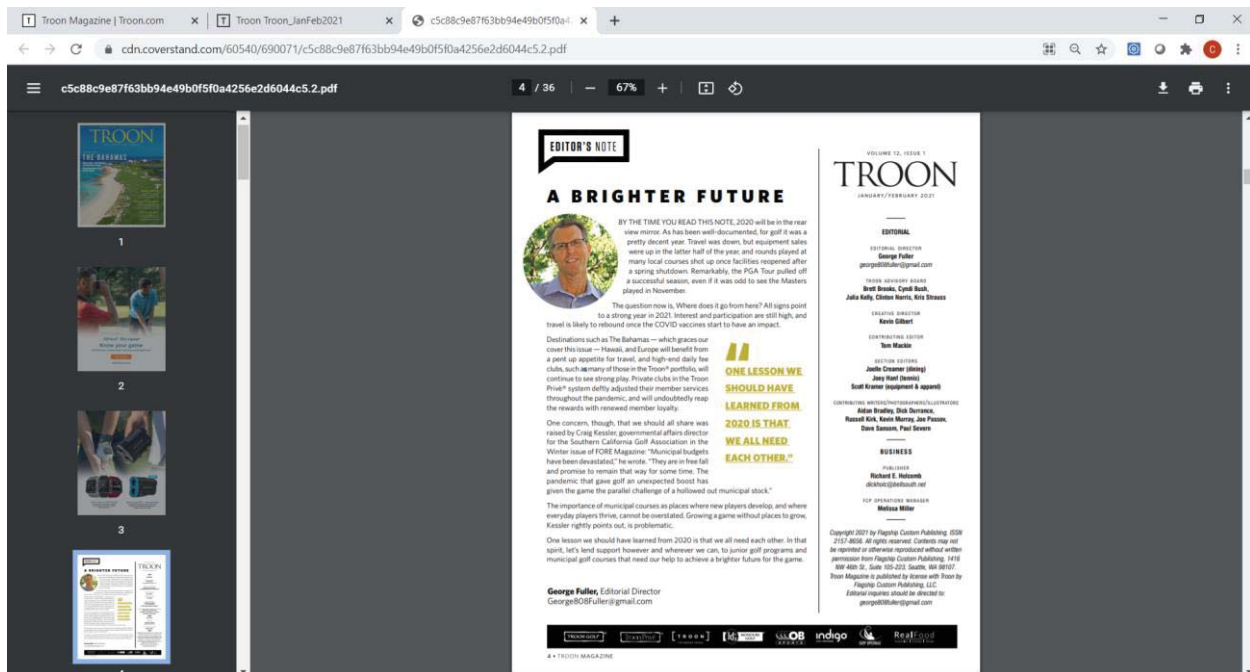 Troon Magazine | Troon.com
Troon Troon_JanFeb2021
c5c88c9e87f63bb94e49b0f5f0a4
cdn.coverstand.com/60540/690071/c5c88c9e87f63bb94e49b0f5f0a4256e2d6044c5.2.pdf
C
c5c88c9e87f63bb94e49b0f5f0a4256e2d6044c5.2.pdf
4 / 36
67%
TROON
THE BAHAMAS
1
Know your game
2
3
EDITOR'S NOTE
A BRIGHTER FUTURE
BY THE TIME YOU READ THIS NOTE, 2020 will be in the rear
view mirror. As has been well-documented, for golf it was a
pretty decent year. Travel was down, but equipment sales
were up in the latter half of the year, and rounds played at
many local courses shot up once facilities reopened after
a spring shutdown. Remarkably, the PGA Tour pulled off
a successful season, even if it was odd to see the Masters
played in November.
The question now is, Where does it go from here? All signs point
to a strong year in 2021. Interest and participation are still high, and
travel is likely to rebound once the COVID vaccines start to have an impact.
Destinations such as The Bahamas — which graces our
cover this issue — Hawaii, and Europe will benefit from
a pent up appetite for travel, and high-end daily fee
clubs, such as many of those in the Troon® portfolio, will
continue to see strong play. Private clubs in the Troon
Privé® system deftly adjusted their member services
throughout the pandemic, and will undoubtedly reap
the rewards with renewed member loyalty.
One concern, though, that we should all share was
raised by Craig Kessler, governmental affairs director
for the Southern California Golf Association in the
Winter issue of FORE Magazine: "Municipal budgets
have been devastated," he wrote. "They are in free fall
and promise to remain that way for some time. The
pandemic that gave golf an unexpected boost has
given the game the parallel challenge of a hollowed out municipal stock."
The importance of municipal courses as places where new players develop, and where
everyday players thrive, cannot be overstated. Growing a game without places to grow,
Kessler rightly points out, is problematic.
One lesson we should have learned from 2020 is that we all need each other. In that
spirit, let's lend support however and wherever we can, to junior golf programs and
municipal golf courses that need our help to achieve a brighter future for the game.
George Fuller, Editorial Director
George808Fuller@gmail.com
"
ONE LESSON WE
SHOULD HAVE
LEARNED FROM
2020 IS THAT
WE ALL NEED
EACH OTHER."
VOLUME 12, ISSUE 1
TROON
JANUARY/FEBRUARY 2021
EDITORIAL
EDITORIAL DIRECTOR
George Fuller
george808fuller@gmail.com
TROON ADVISORY BOARD
Brett Brooks, Cyndi Bush,
Julia Kelly, Clinton Norris, Kris Strauss
CREATIVE DIRECTOR
Kevin Gilbert
CONTRIBUTING EDITOR
Tom Mackin
SECTION EDITORS
Joelle Creamer (dining)
Joey Hanf (tennis)
Scott Kramer (equipment & apparel)
CONTRIBUTING WRITERS/PHOTOGRAPHERS/ILLUSTRATORS
Aidan Bradley, Dick Durrance,
Russell Kirk, Kevin Murray, Joe Passov,
Dave Sansom, Paul Severn
BUSINESS
PUBLISHER
Richard E. Holcomb
dickholc@bellsouth.net
FCP OPERATIONS MANAGER
Melissa Miller
Copyright 2021 by Flagship Custom Publishing. ISSN
2157-8656. All rights reserved. Contents may not
be reprinted or otherwise reproduced without written
permission from Flagship Custom Publishing, 1416
NW 46th St., Suite 105-223, Seattle, WA 98107.
Troon Magazine is published by license with Troon by
Flagship Custom Publishing, LLC.
Editorial inquiries should be directed to:
george808fuller@gmail.com
TROON GOLF
Troon Privé
[TROON]
OB SPORTS
indigo
RealFood
4 • TROON MAGAZINE